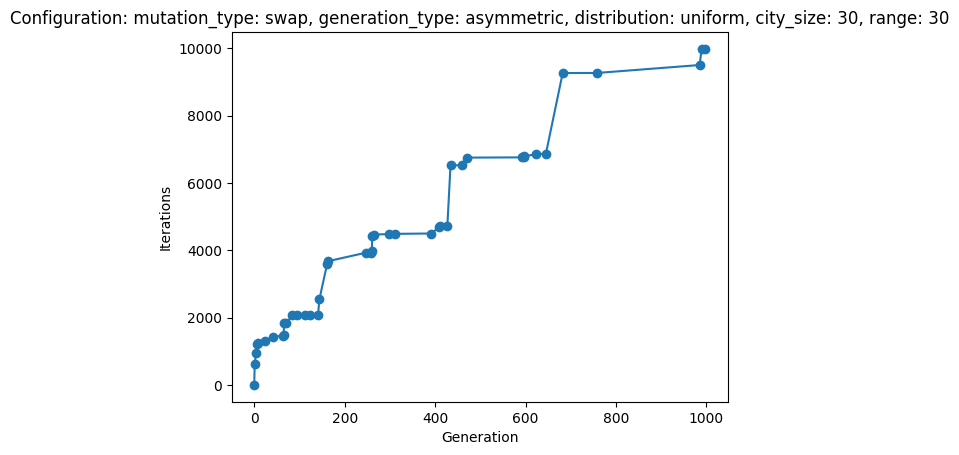 Configuration: mutation_type: swap, generation_type: asymmetric, distribution: uniform, city_size: 30, range: 30
10000
8000
6000
4000
2000
0
Iterations
0 200 400 600 800 1000
Generation